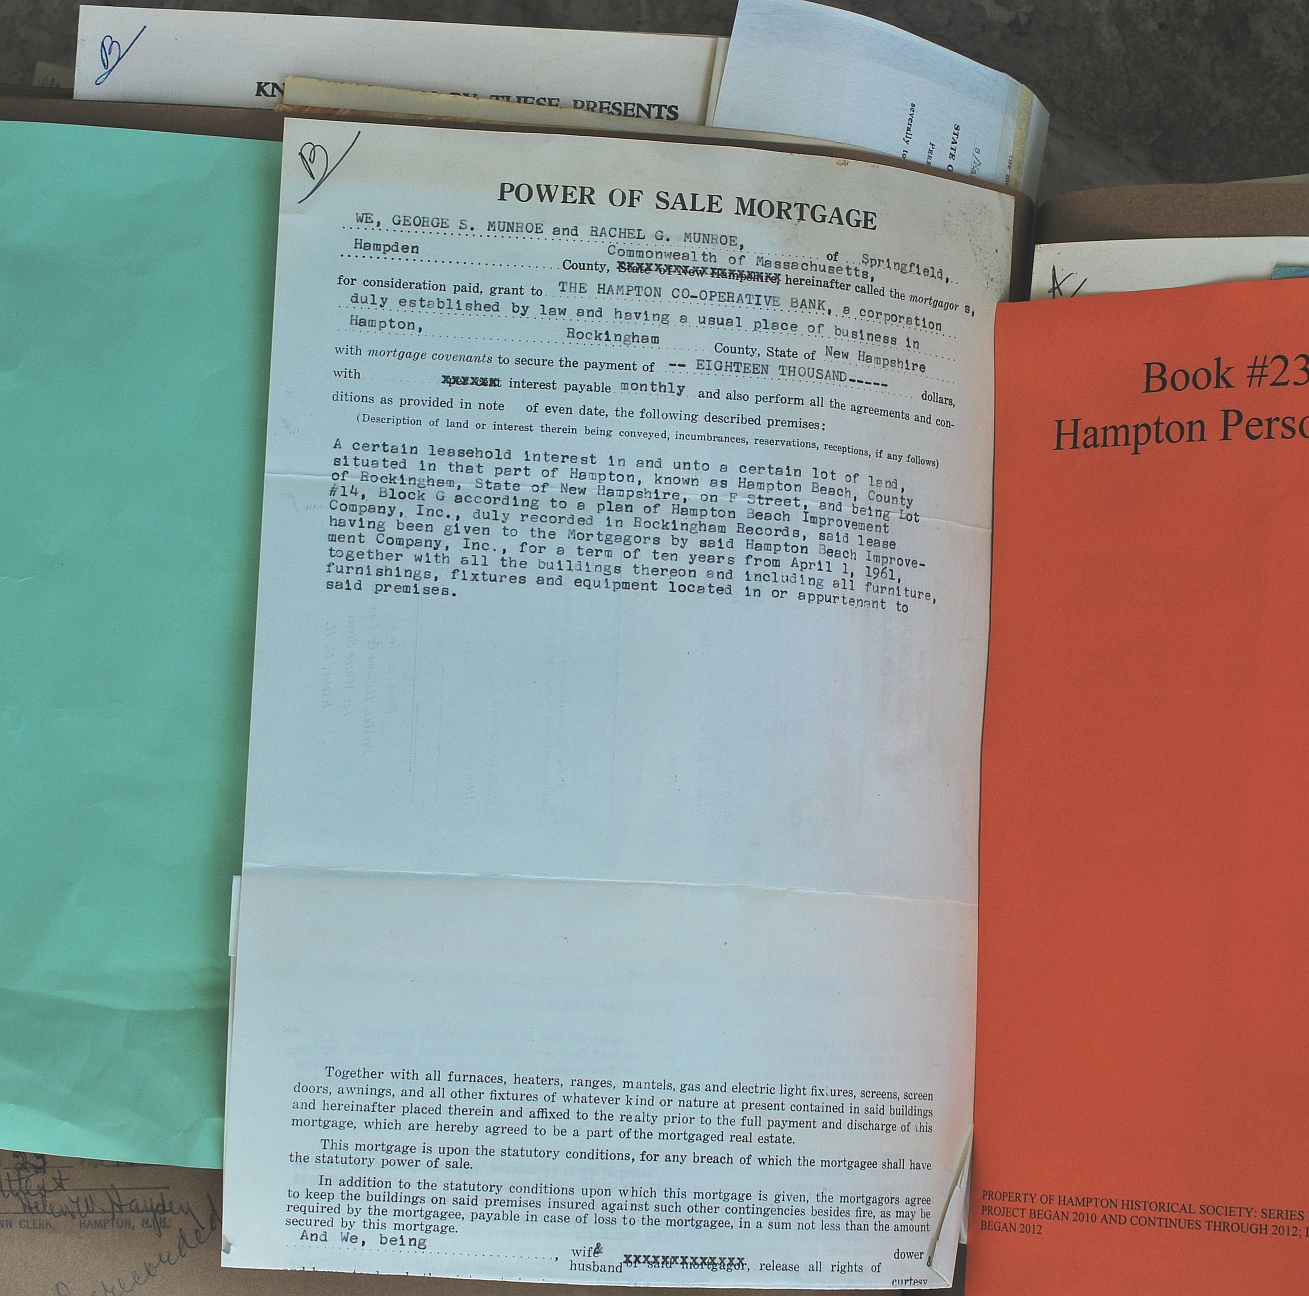 B
THESE PRESENTS
severally to
B
POWER OF SALE MORTGAGE
WE, GEORGE S. MUNROE and RACHEL G. MUNROE, of Springfield,
Hampden Commonwealth of Massachusetts,
County, State of New Hampshire, hereinafter called the mortgagor s,
for consideration paid, grant to THE HAMPTON CO-OPERATIVE BANK, a corporation
duly established by law and having a usual place of business in
Hampton, Rockingham County, State of New Hampshire
with mortgage covenants to secure the payment of -- EIGHTEEN THOUSAND----- dollars,
with interest payable monthly and also perform all the agreements and con-
ditions as provided in note of even date, the following described premises:
(Description of land or interest therein being conveyed, incumbrances, reservations, receptions, if any follows)
A certain leasehold interest in and unto a certain lot of land,
situated in that part of Hampton, known as Hampton Beach, County
of Rockingham, State of New Hampshire, on F Street, and being Lot
#14, Block G according to a plan of Hampton Beach Improvement
Company, Inc., duly recorded in Rockingham Records, said lease
having been given to the Mortgagors by said Hampton Beach Improve-
ment Company, Inc., for a term of ten years from April 1, 1961,
together with all the buildings thereon and including all furniture,
furnishings, fixtures and equipment located in or appurtenant to
said premises.
Together with all furnaces, heaters, ranges, mantels, gas and electric light fixtures, screens, screen
doors, awnings, and all other fixtures of whatever kind or nature at present contained in said buildings
and hereinafter placed therein and affixed to the realty prior to the full payment and discharge of this
mortgage, which are hereby agreed to be a part of the mortgaged real estate.
This mortgage is upon the statutory conditions, for any breach of which the mortgagee shall have
the statutory power of sale.
In addition to the statutory conditions upon which this mortgage is given, the mortgagors agree
to keep the buildings on said premises insured against such other contingencies besides fire, as may be
required by the mortgagee, payable in case of loss to the mortgagee, in a sum not less than the amount
secured by this mortgage.
And We, being , wife &
husband of said mortgagor, release all rights of dower
curtesy
Book #23
Hampton Perso
PROPERTY OF HAMPTON HISTORICAL SOCIETY: SERIES
PROJECT BEGAN 2010 AND CONTINUES THROUGH 2012;
BEGAN 2012
Helen W. Hayden
WN CLERK, HAMPTON, N.H.
recorded